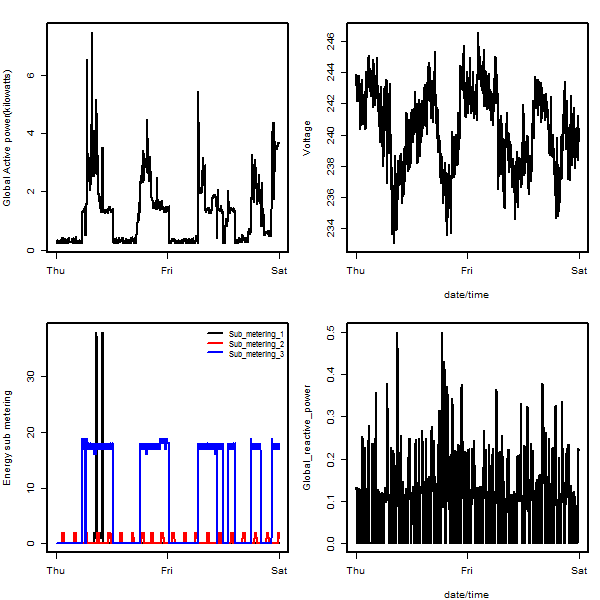 Global Active power(kilowatts)
0 2 4 6
Thu Fri Sat
Voltage
234 236 238 240 242 244 246
Thu Fri Sat
date/time
Energy sub metering
0 10 20 30
Sub_metering_1
Sub_metering_2
Sub_metering_3
Thu Fri Sat
Global_reactive_power
0.0 0.1 0.2 0.3 0.4 0.5
Thu Fri Sat
date/time